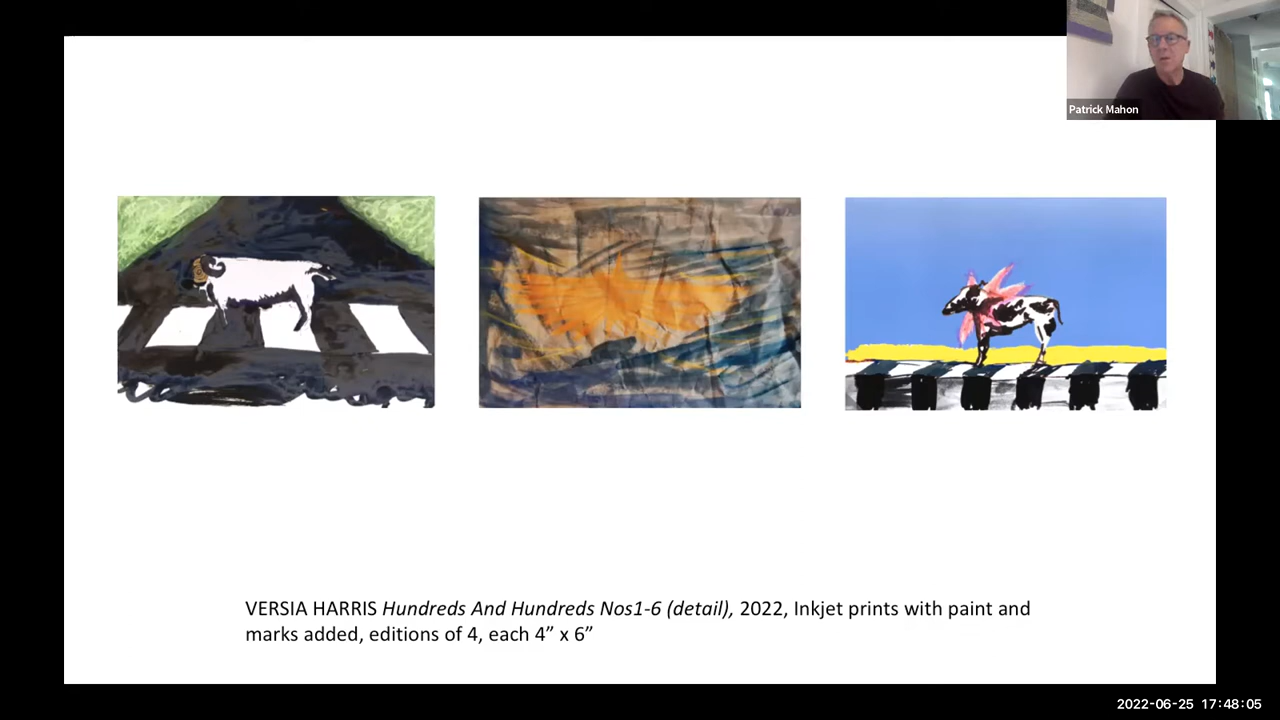 Patrick Mahon
VERSIA HARRIS Hundreds And Hundreds Nos1-6 (detail), 2022, Inkjet prints with paint and
marks added, editions of 4, each 4” x 6”
2022-06-25 17:48:05